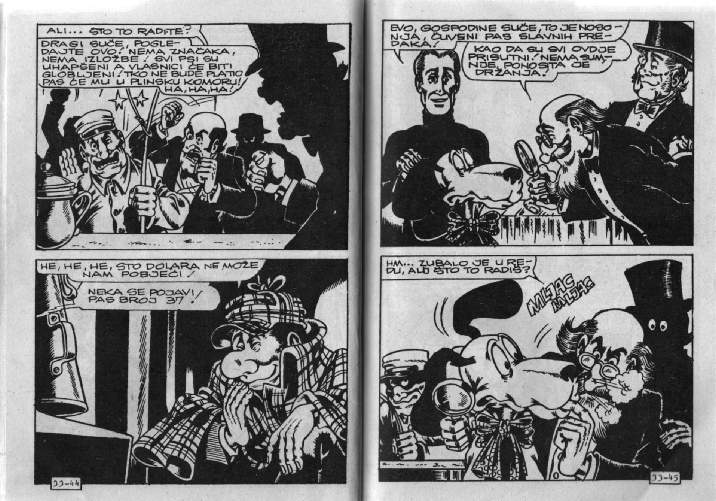 ALI... ŠTO TO RADITE?
DRAGI SUČE, POGLE-
DAJTE OVO! NEMA ZNAČAKA,
NEMA IZLOŽBE! SVI PSI SU
UHAPŠENI A VLASNICI ĆE BITI
GLOBLJENI! TKO NE BUDE PLATIO
PAS ĆE MU U PLINSKU KOMORU!
HA, HA, HA!
HE, HE, HE, STO DOLARA NE MOŽE
NAM POBJEĆI!
NEKA SE POJAVI
PAS BROJ 37!
33-44
EVO, GOSPODINE SUČE, TO JE NOSO-
NJA, ČUVENI PAS SLAVNIH PRE-
DAKA!
KAO DA SU SVI OVDJE
PRISUTNI! NEMA SUM-
NJE, PONOSTA JE
DRŽANJA!
HM... ZUBALO JE U RE-
DU, ALI ŠTO TO RADIŠ?
MLJAC
MLJAC
33-45